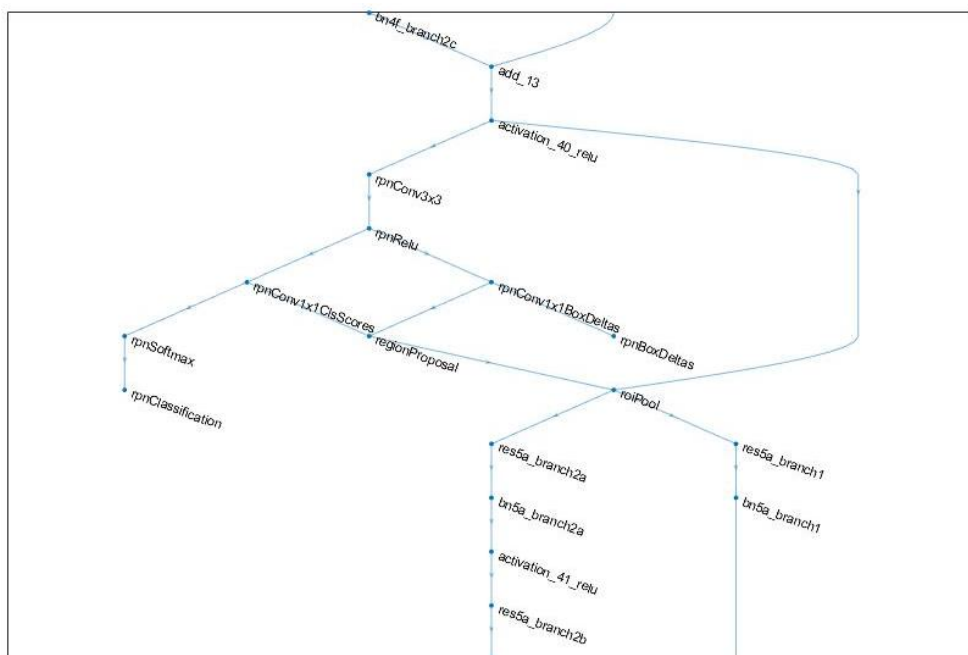 bn4f_branch2c
add_13
activation_40_relu
rpnConv3x3
rpnRelu
rpnConv1x1ClsScores
rpnConv1x1BoxDeltas
rpnSoftmax
regionProposal
rpnBoxDeltas
rpnClassification
roiPool
res5a_branch2a
res5a_branch1
bn5a_branch2a
bn5a_branch1
activation_41_relu
res5a_branch2b